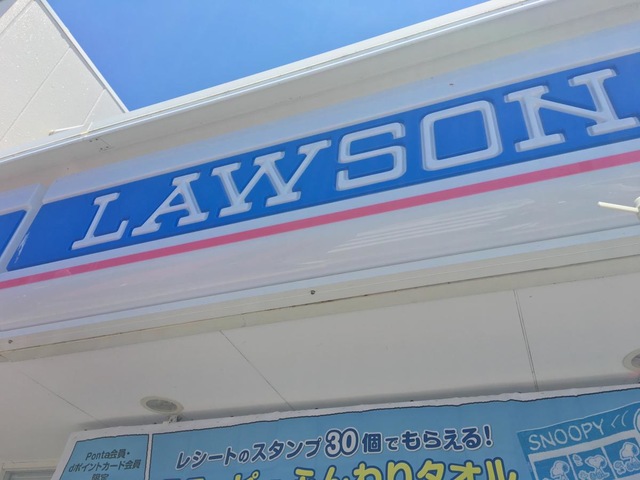 LAWSON
Ponta会員・
dポイントカード会員
限定
レシートのスタンプ30個でもらえる!
ふんわりタオル
SNOOPY